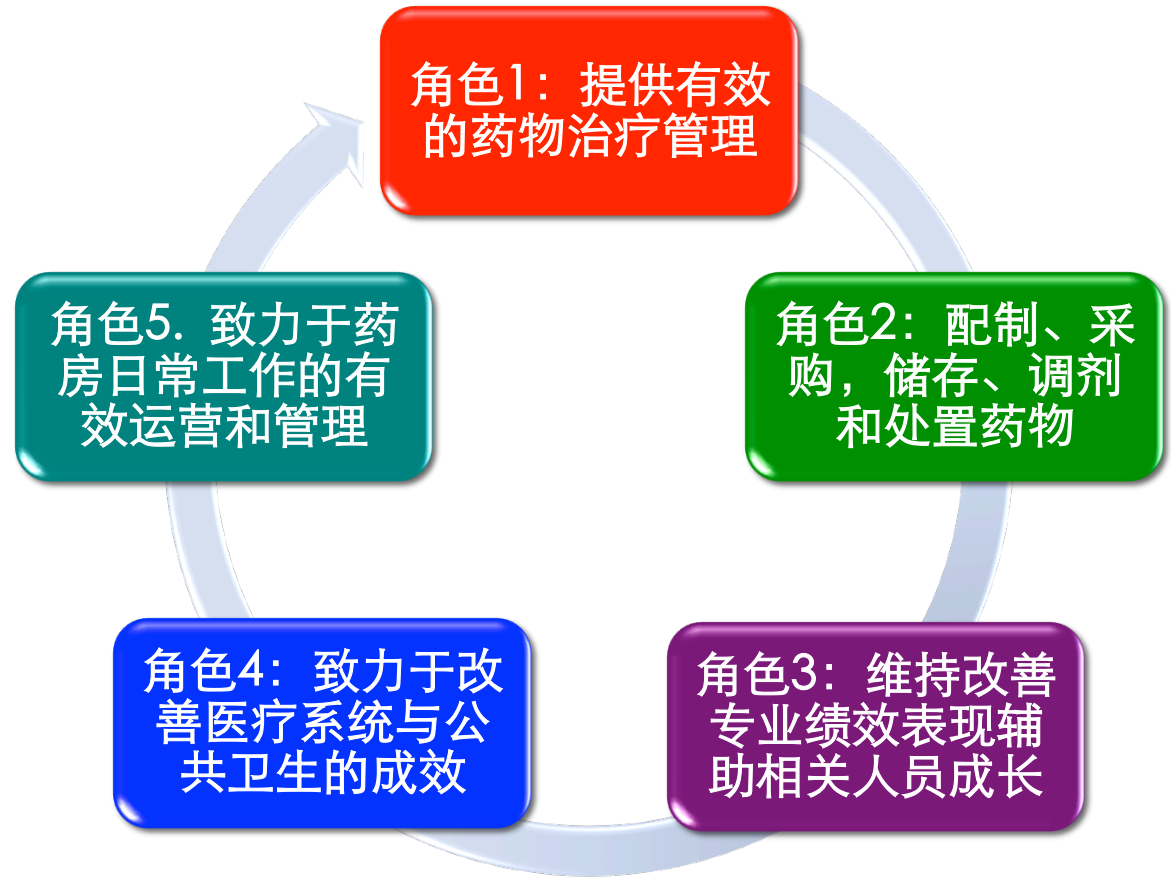 角色1：提供有效
的药物治疗管理
角色2：配制、采
购，储存、调剂
和处置药物
角色3：维持改善
专业绩效表现辅
助相关人员成长
角色4：致力于改
善医疗系统与公
共卫生的成效
角色5. 致力于药
房日常工作的有
效运营和管理